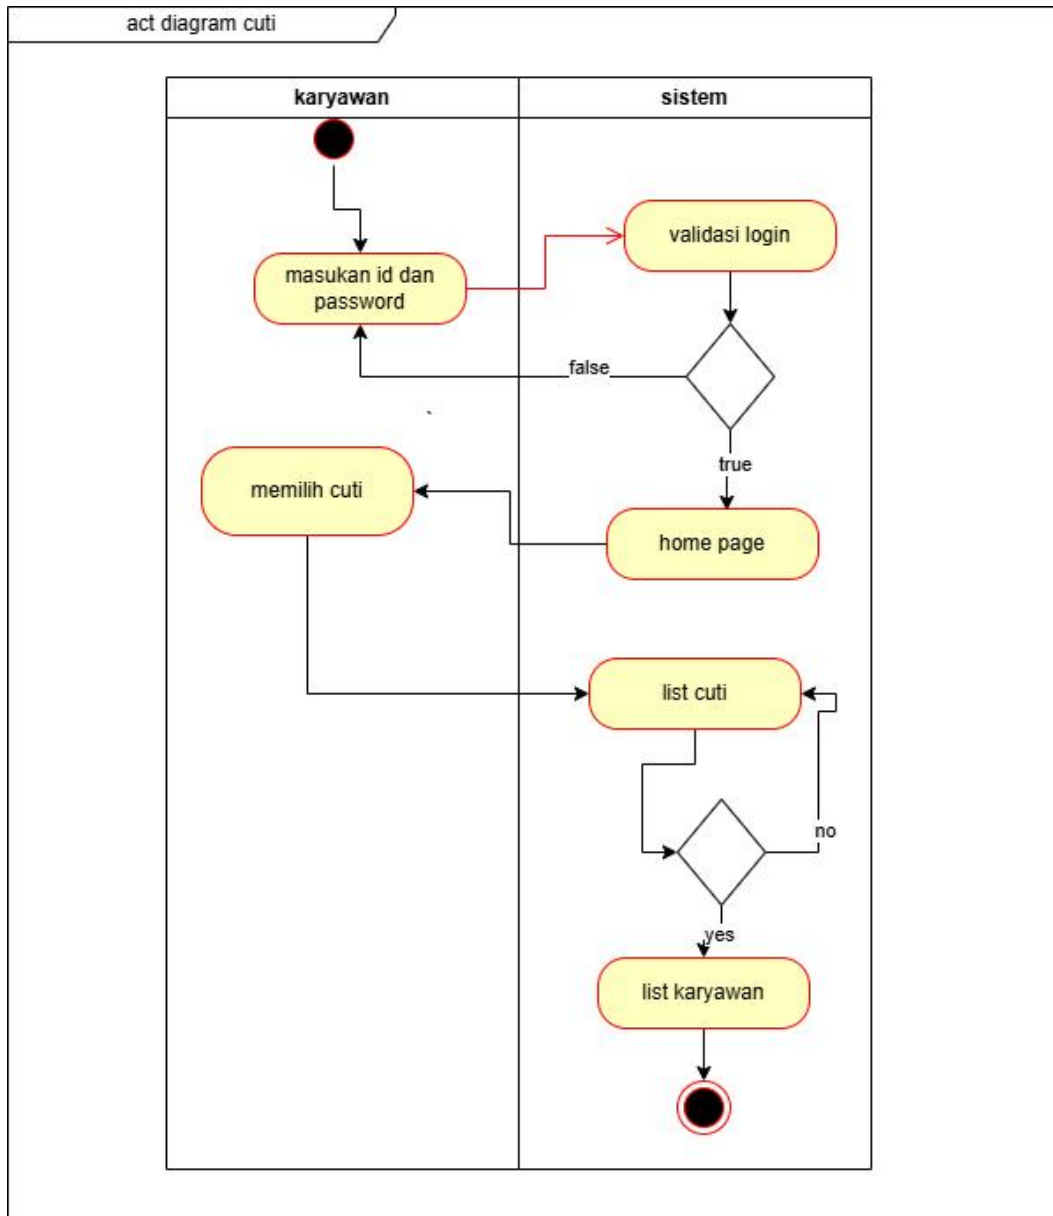 act diagram cuti
karyawan
sistem
validasi login
masukan id dan
password
false
`
true
memilih cuti
home page
list cuti
no
yes
list karyawan